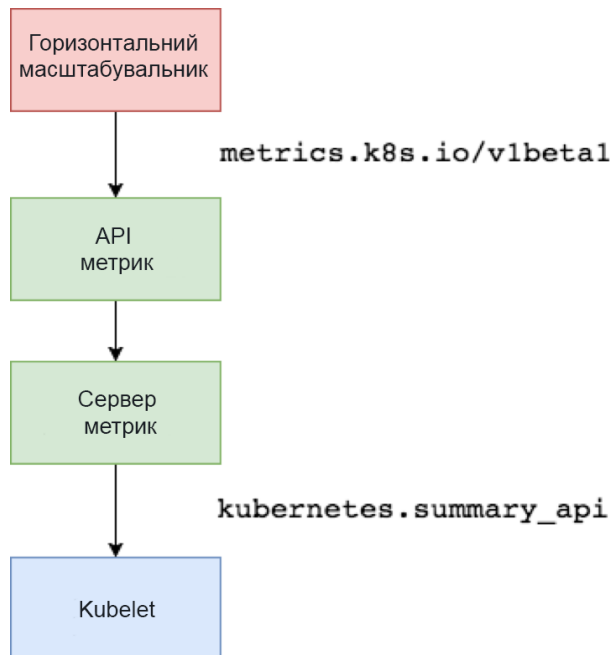 Горизонтальний
масштабувальник
metrics.k8s.io/v1beta1
API
метрик
Сервер
метрик
kubernetes.summary_api
Kubelet